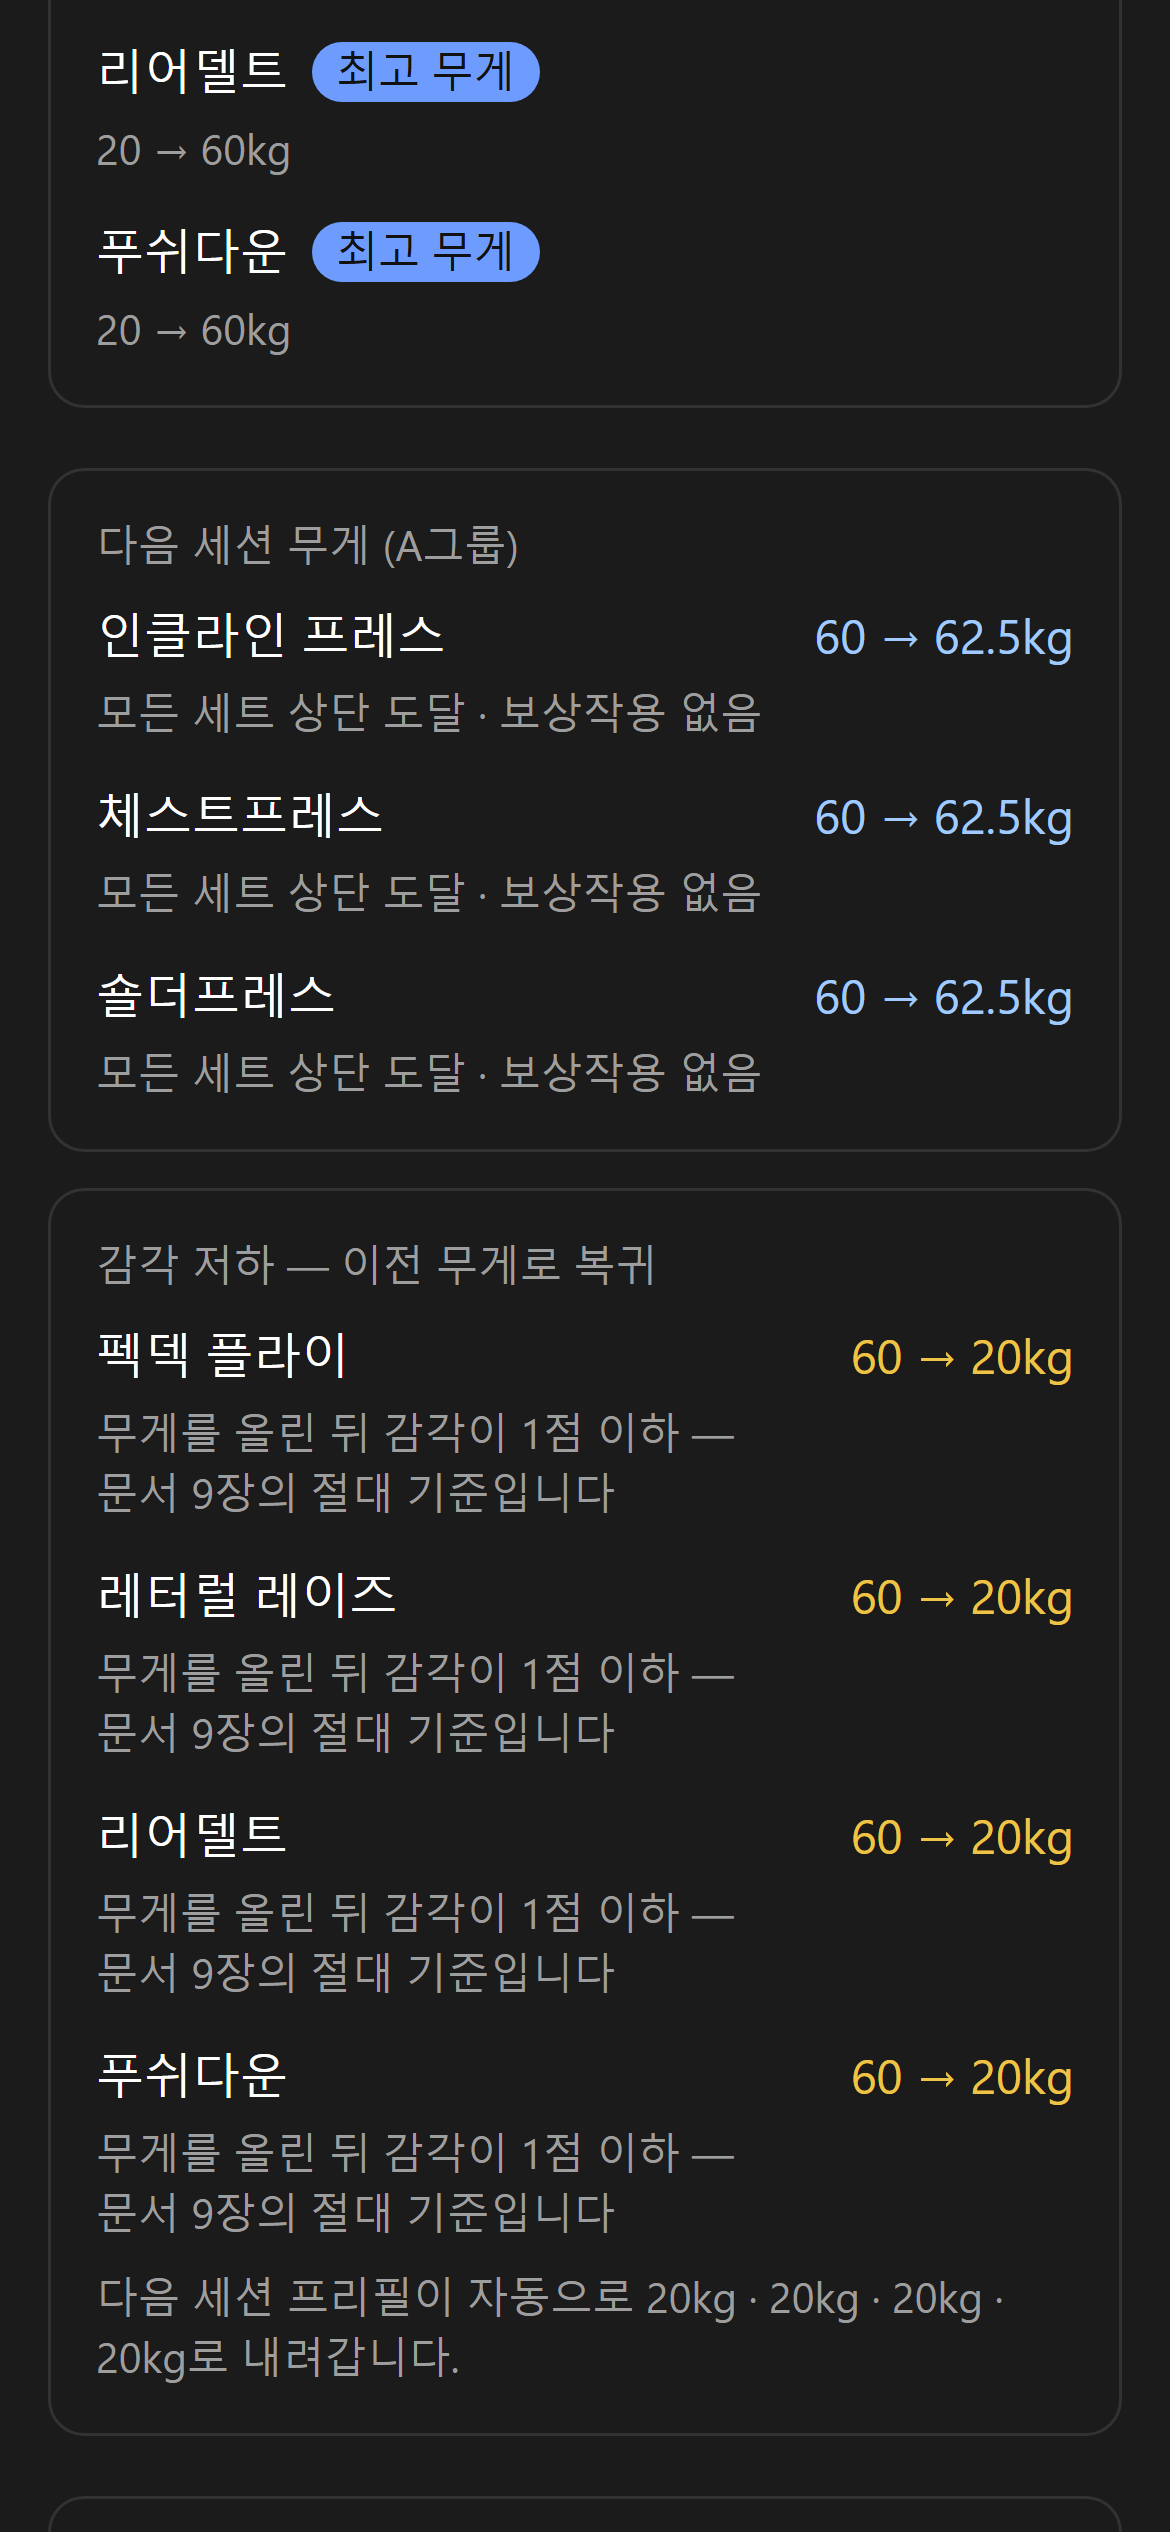 리어델트 최고 무게
20 → 60kg
푸쉬다운 최고 무게
20 → 60kg
다음 세션 무게 (A그룹)
인클라인 프레스 60 → 62.5kg
모든 세트 상단 도달 · 보상작용 없음
체스트프레스 60 → 62.5kg
모든 세트 상단 도달 · 보상작용 없음
숄더프레스 60 → 62.5kg
모든 세트 상단 도달 · 보상작용 없음
감각 저하 — 이전 무게로 복귀
펙덱 플라이 60 → 20kg
무게를 올린 뒤 감각이 1점 이하 —
문서 9장의 절대 기준입니다
레터럴 레이즈 60 → 20kg
무게를 올린 뒤 감각이 1점 이하 —
문서 9장의 절대 기준입니다
리어델트 60 → 20kg
무게를 올린 뒤 감각이 1점 이하 —
문서 9장의 절대 기준입니다
푸쉬다운 60 → 20kg
무게를 올린 뒤 감각이 1점 이하 —
문서 9장의 절대 기준입니다
다음 세션 프리필이 자동으로 20kg · 20kg · 20kg ·
20kg로 내려갑니다.